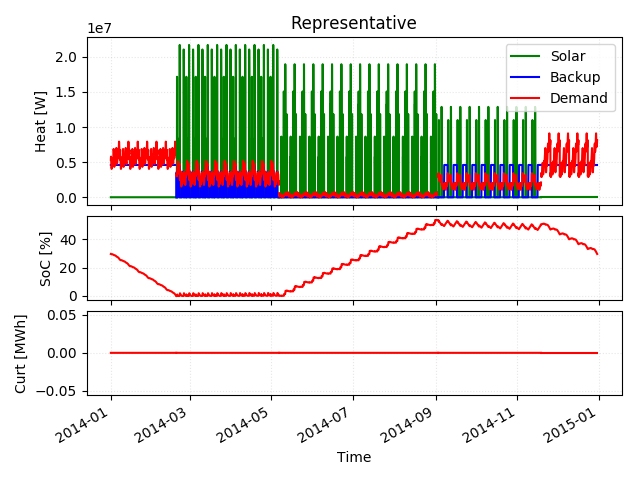 Representative
1e7
Heat [W]
2.0
1.5
1.0
0.5
0.0
Solar
Backup
Demand
SoC [%]
40
20
0
Curt [MWh]
0.05
0.00
−0.05
2014-01
2014-03
2014-05
2014-07
2014-09
2014-11
2015-01
Time